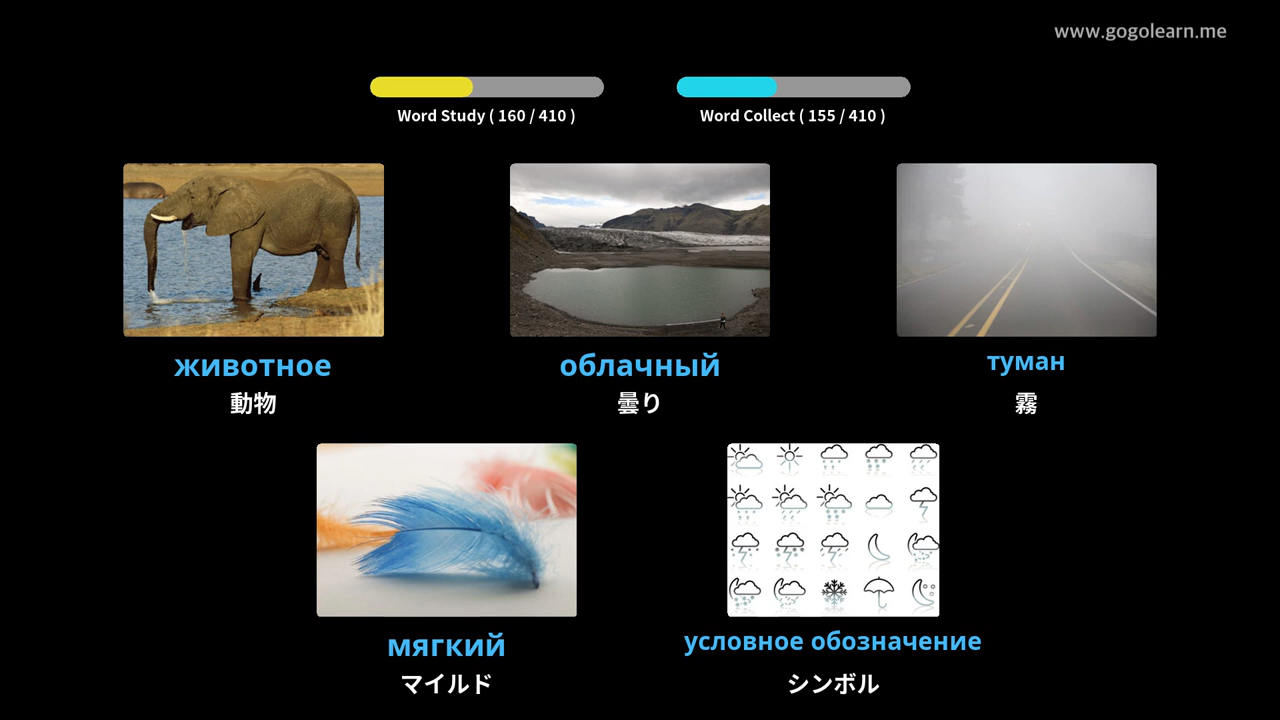 www.gogolearn.me
Word Study ( 160 / 410 )
Word Collect ( 155 / 410 )
животное
動物
облачный
曇り
туман
霧
мягкий
マイルド
условное обозначение
シンボル